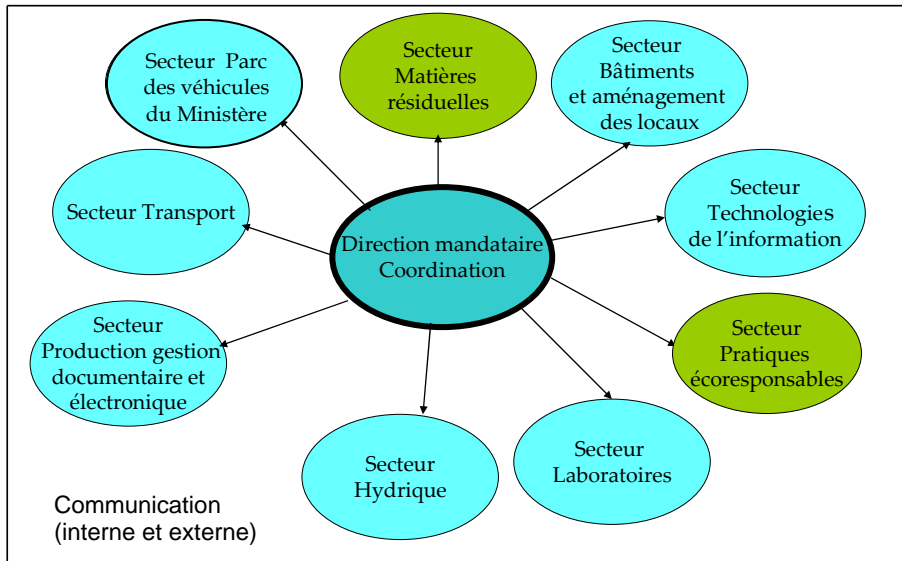 Secteur Parc
des véhicules
du Ministère
Secteur
Matières
résiduelles
Secteur
Bâtiments
et aménagement
des locaux
Secteur Transport
Direction mandataire
Coordination
Secteur
Technologies
de l'information
Secteur
Production gestion
documentaire et
électronique
Secteur
Pratiques
écoresponsables
Secteur
Hydrique
Secteur
Laboratoires
Communication
(interne et externe)